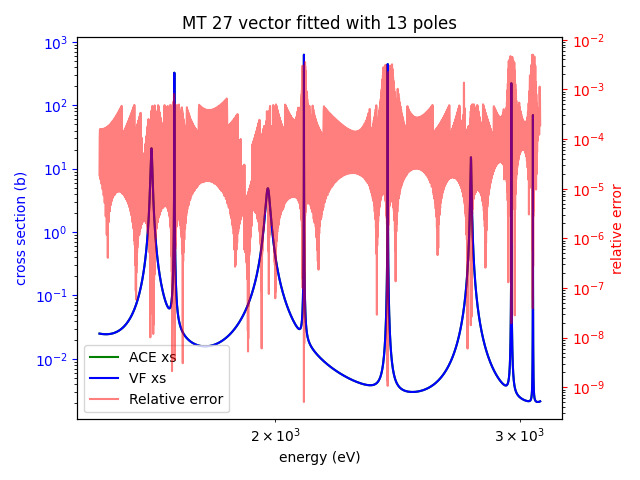 MT 27 vector fitted with 13 poles
10³
10²
10¹
10⁰
10⁻¹
10⁻²
cross section (b)
10⁻²
10⁻³
10⁻⁴
10⁻⁵
10⁻⁶
10⁻⁷
10⁻⁸
10⁻⁹
relative error
ACE xs
VF xs
Relative error
2 × 10³
3 × 10³
energy (eV)